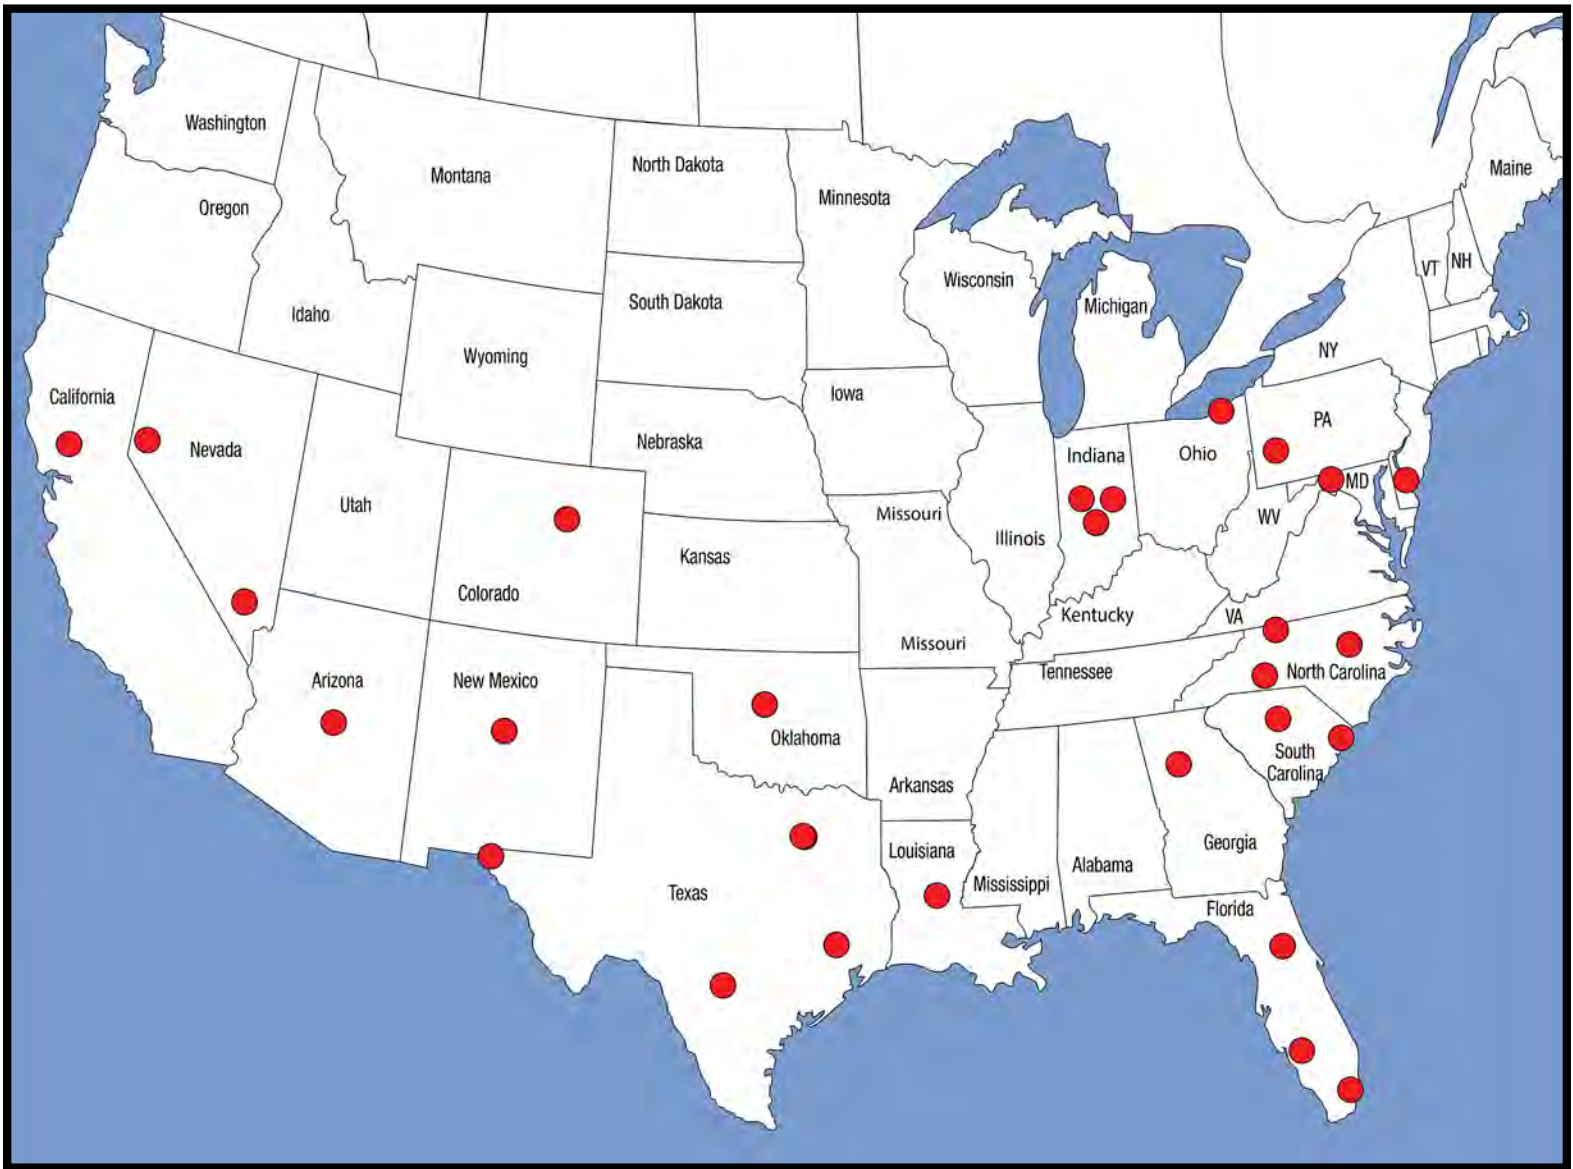 Washington
Montana
North Dakota
Minnesota
Maine
Oregon
VT
NH
Wisconsin
Michigan
South Dakota
Idaho
Wyoming
NY
California
Iowa
PA
Nevada
Nebraska
Indiana
Ohio
MD
Utah
Missouri
WV
Illinois
Kansas
Colorado
Kentucky
VA
Missouri
Arizona
New Mexico
Tennessee
North Carolina
Oklahoma
South
Carolina
Arkansas
Georgia
Louisiana
Alabama
Texas
Mississippi
Florida